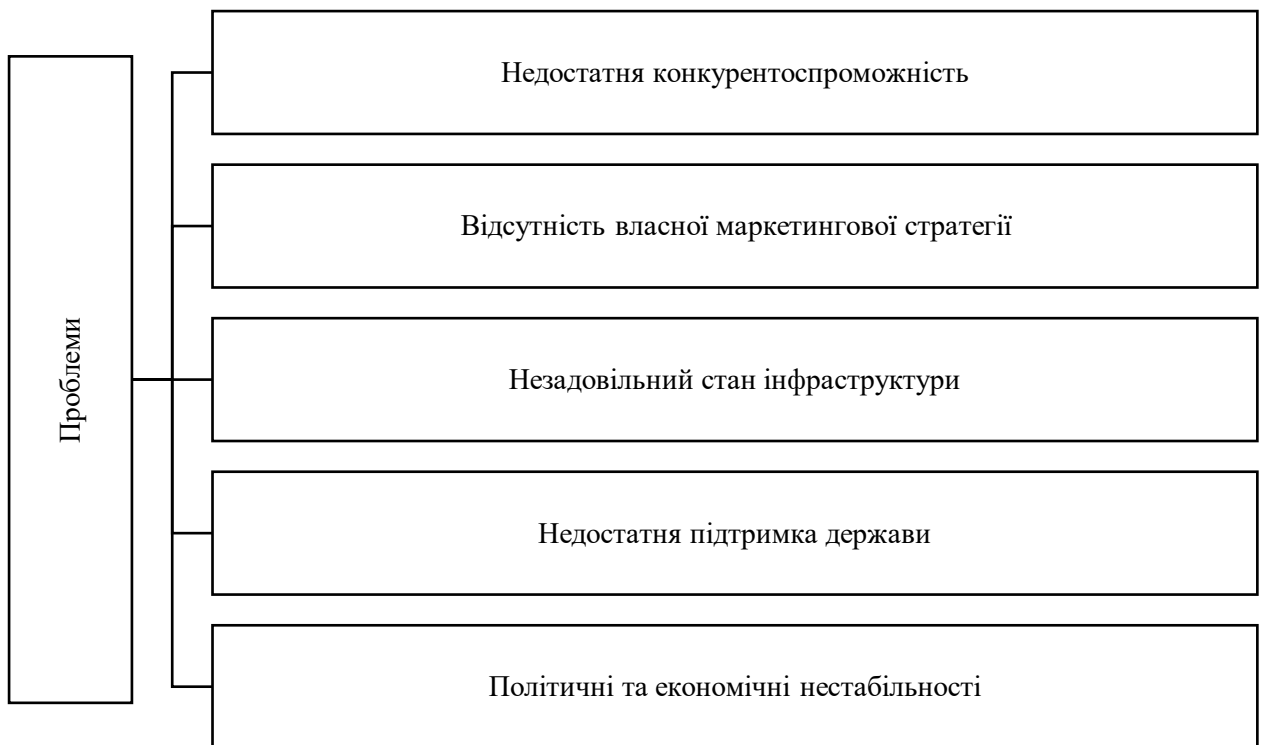 Проблеми
Недостатня конкурентоспроможність
Відсутність власної маркетингової стратегії
Незадовільний стан інфраструктури
Недостатня підтримка держави
Політичні та економічні нестабільності